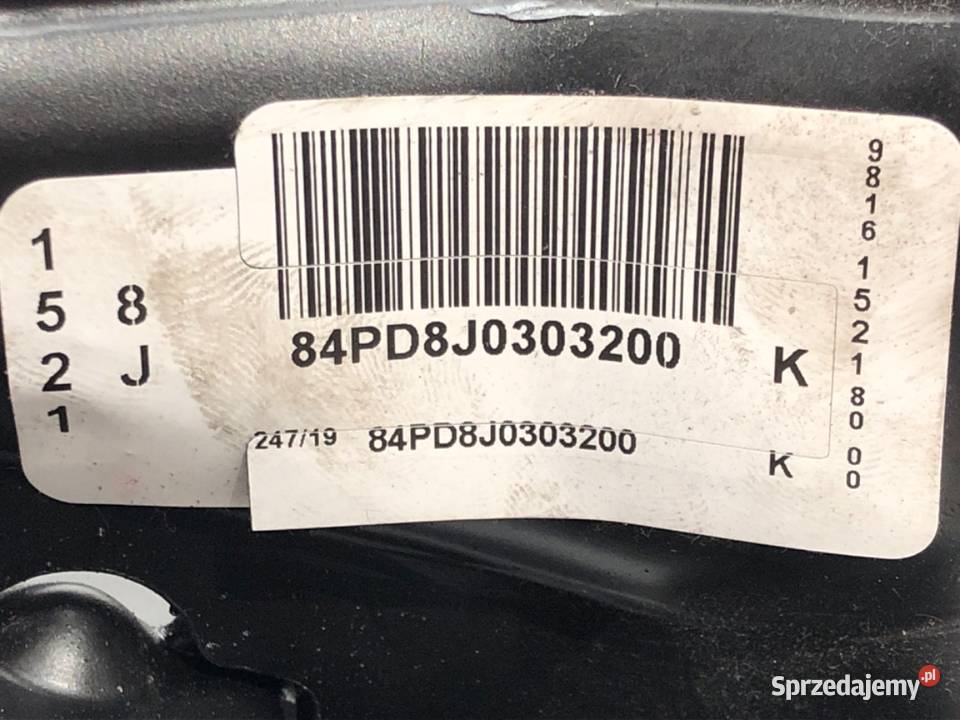 1
5 8
2 J
1
84PD8J0303200 K
247/19 84PD8J0303200 K
9816152180 00
Sprzedajemy.pl